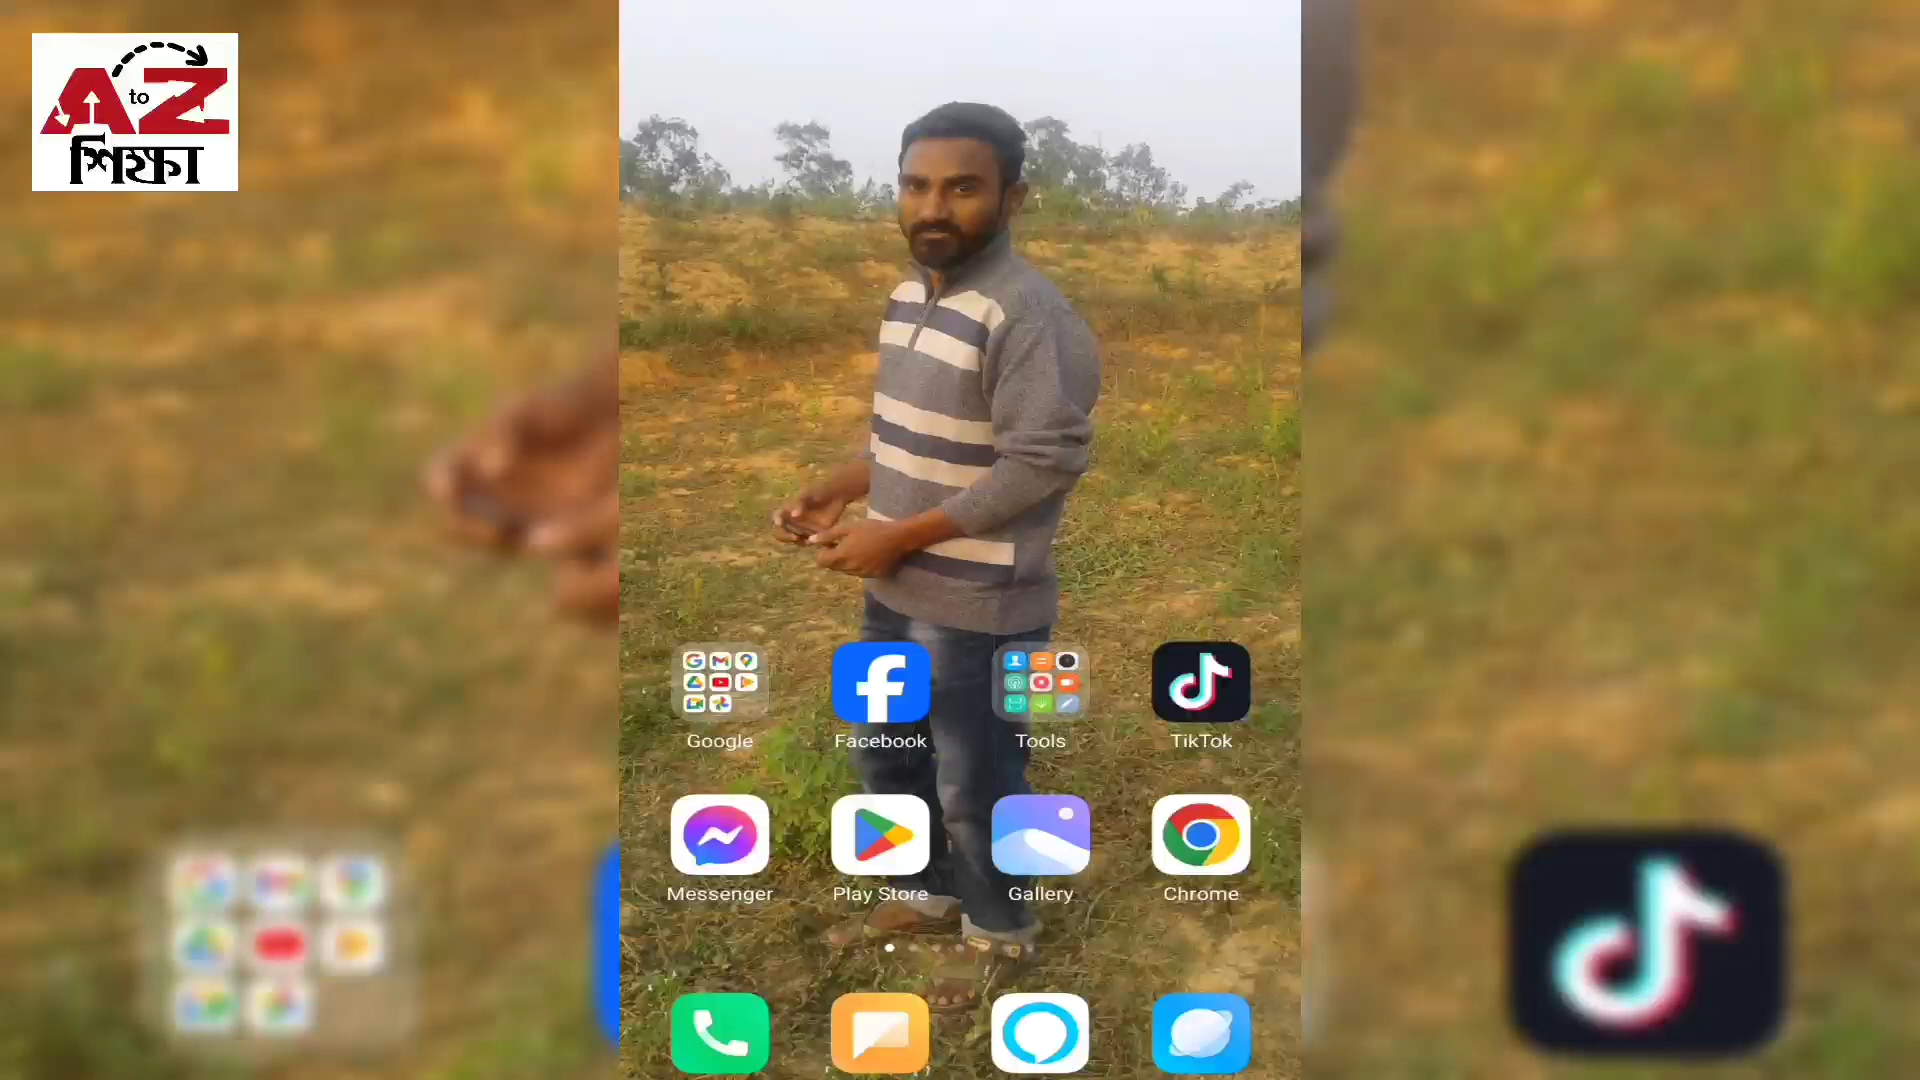 A to Z
শিক্ষা
Google Facebook Tools TikTok
Messenger Play Store Gallery Chrome